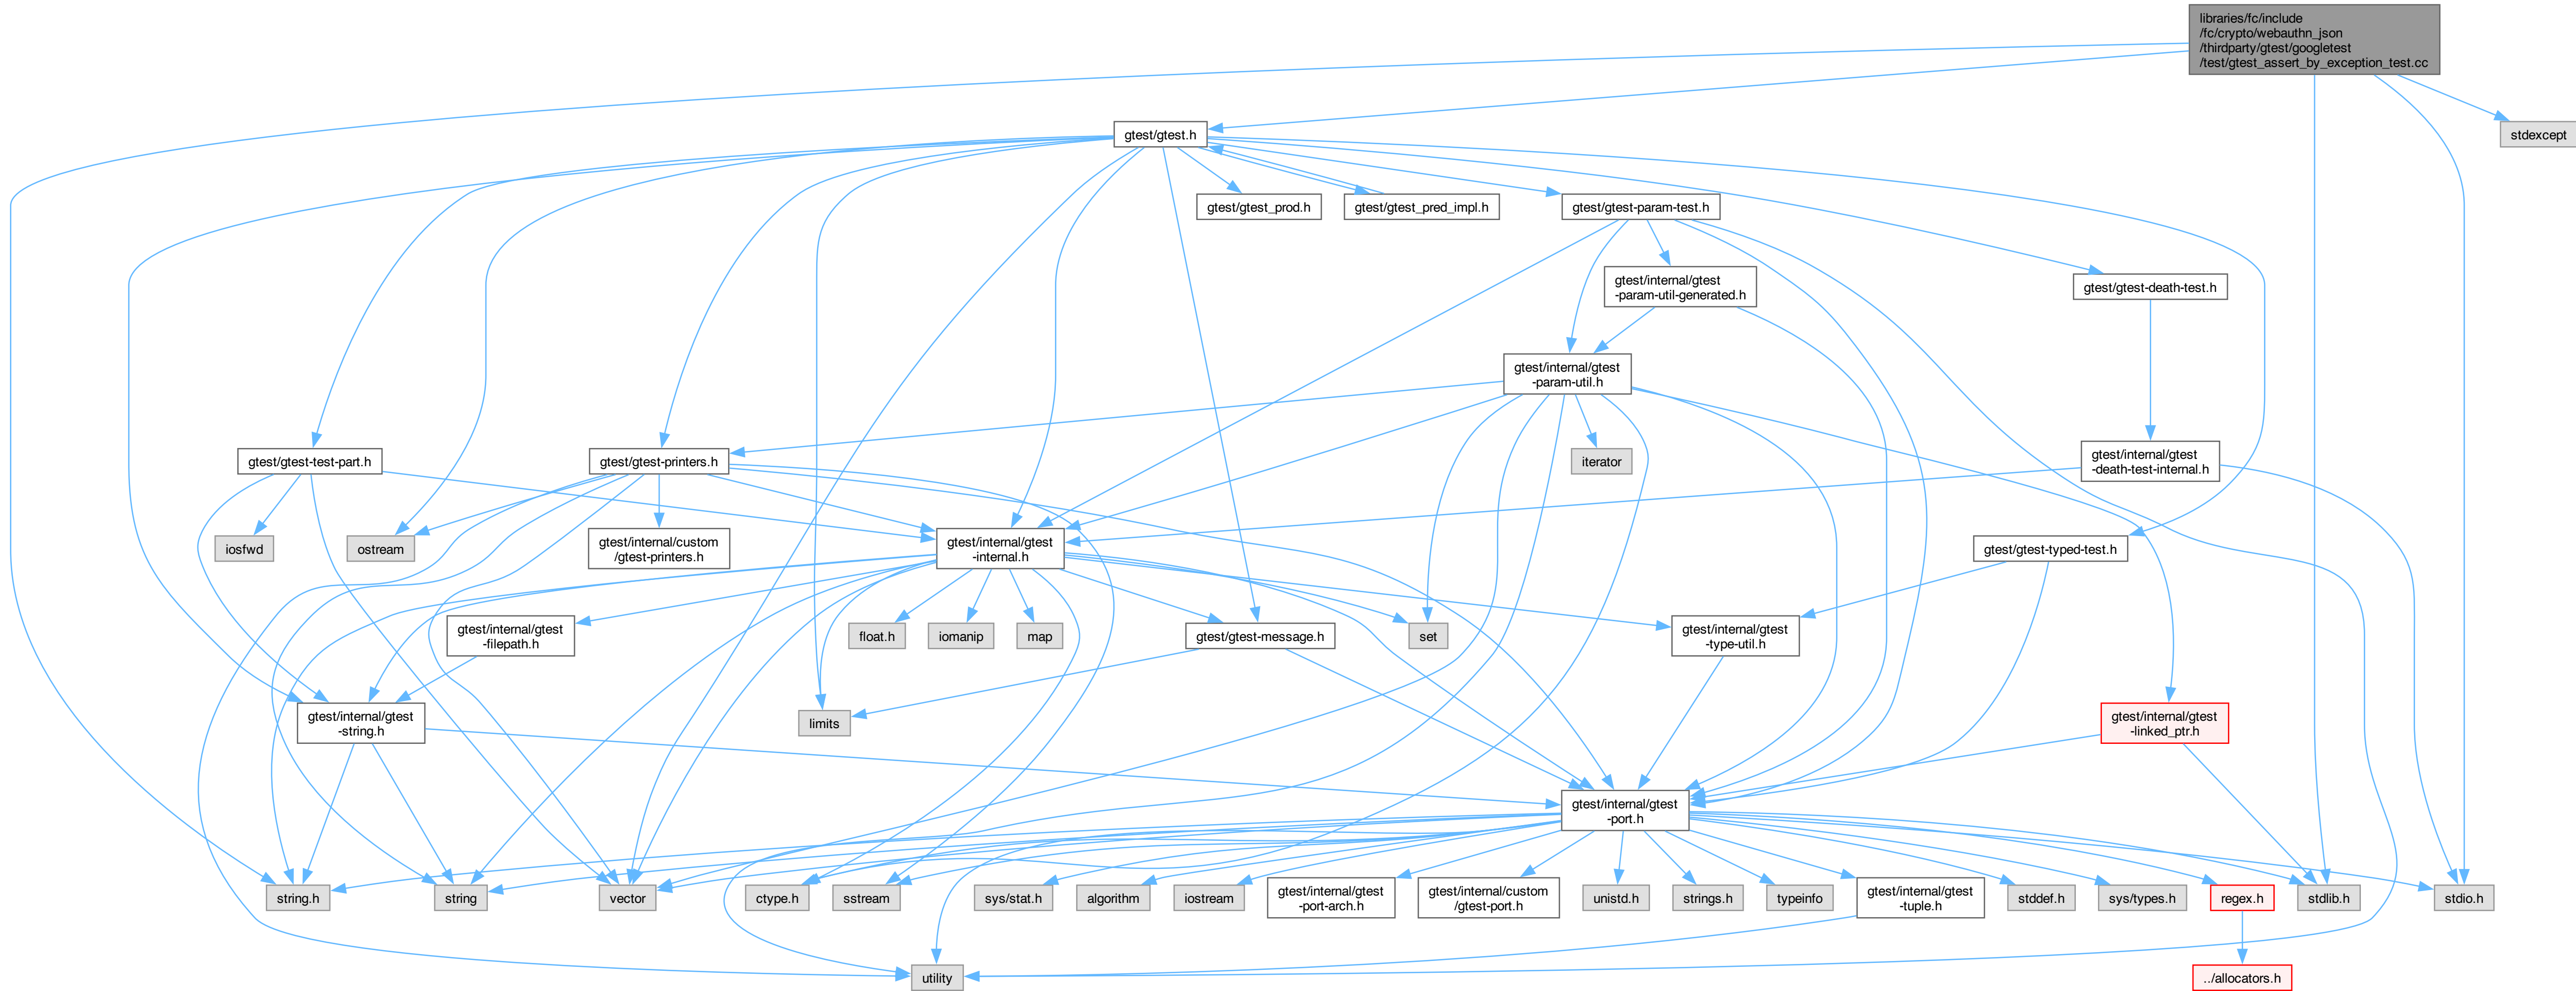 libraries/fc/include
/fc/crypto/webauthn_json
/thirdparty/gtest/googletest
/test/gtest_assert_by_exception_test.cc
gtest/gtest.h
stdexcept
gtest/gtest_prod.h
gtest/gtest_pred_impl.h
gtest/gtest-param-test.h
gtest/internal/gtest
-param-util-generated.h
gtest/gtest-death-test.h
gtest/internal/gtest
-param-util.h
gtest/gtest-test-part.h
gtest/gtest-printers.h
iterator
gtest/internal/gtest
-death-test-internal.h
iosfwd
ostream
gtest/internal/custom
/gtest-printers.h
gtest/internal/gtest
-internal.h
gtest/gtest-typed-test.h
gtest/internal/gtest
-filepath.h
float.h
iomanip
map
gtest/gtest-message.h
set
gtest/internal/gtest
-type-util.h
gtest/internal/gtest
-string.h
limits
gtest/internal/gtest
-linked_ptr.h
gtest/internal/gtest
-port.h
string.h
string
vector
ctype.h
sstream
sys/stat.h
algorithm
iostream
gtest/internal/gtest
-port-arch.h
gtest/internal/custom
/gtest-port.h
unistd.h
strings.h
typeinfo
gtest/internal/gtest
-tuple.h
stddef.h
sys/types.h
regex.h
stdlib.h
stdio.h
utility
../allocators.h